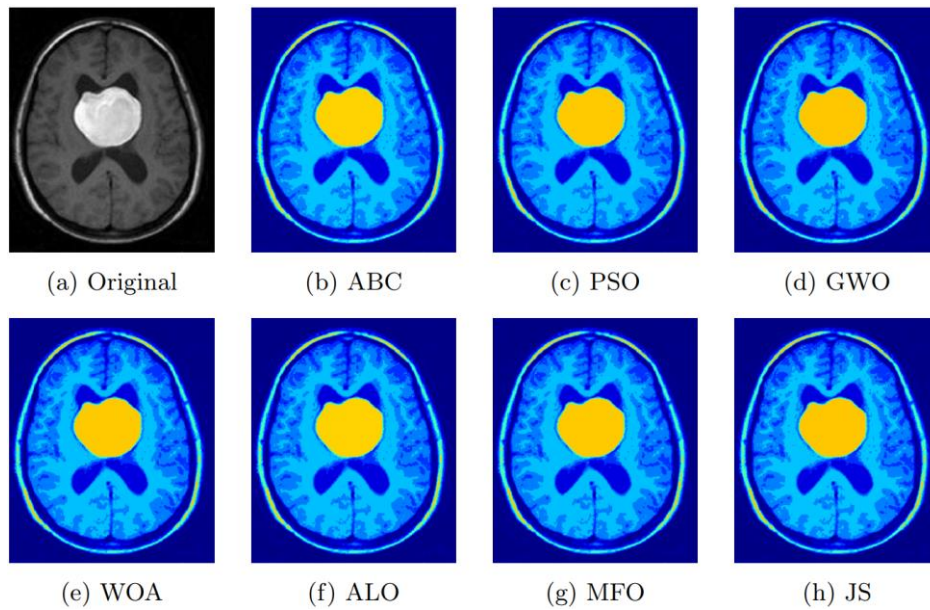 (a) Original
(b) ABC
(c) PSO
(d) GWO
(e) WOA
(f) ALO
(g) MFO
(h) JS